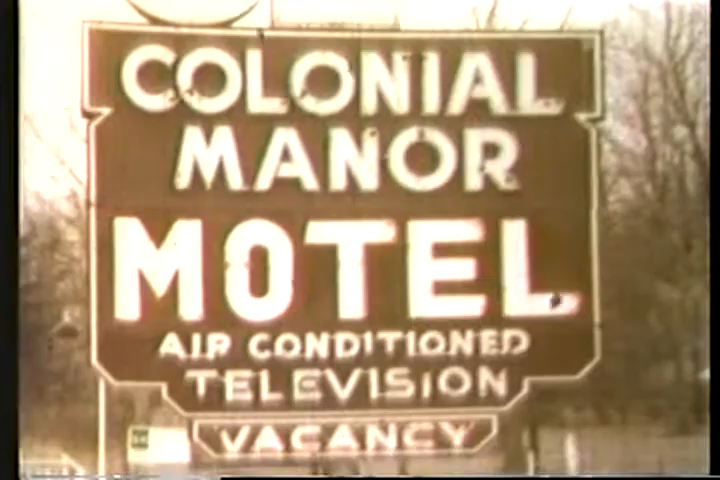 COLONIAL
MANOR
MOTEL
AIR CONDITIONED
TELEVISION
VACANCY